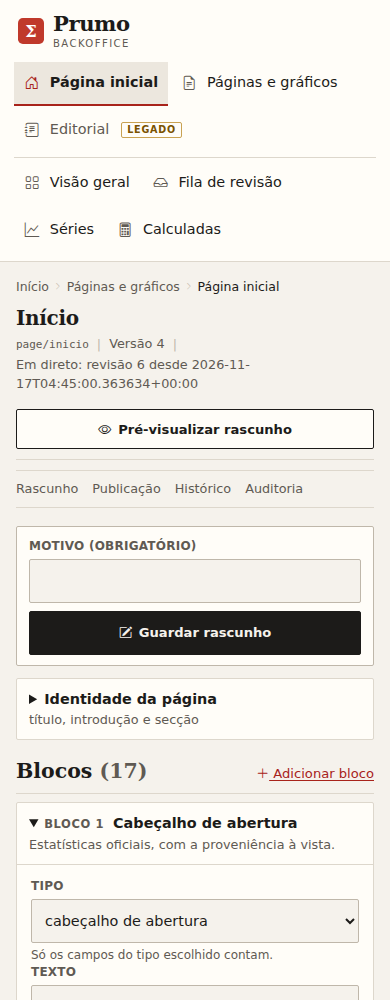 Σ Prumo
BACKOFFICE
Página inicial Páginas e gráficos
Editorial LEGADO
Visão geral Fila de revisão
Séries Calculadas
Início › Páginas e gráficos › Página inicial
Início
page/inicio | Versão 4 |
Em direto: revisão 6 desde 2026-11-
17T04:45:00.363634+00:00
Pré-visualizar rascunho
Rascunho Publicação Histórico Auditoria
MOTIVO (OBRIGATÓRIO)
Guardar rascunho
Identidade da página
título, introdução e secção
Blocos (17) + Adicionar bloco
BLOCO 1 Cabeçalho de abertura
Estatísticas oficiais, com a proveniência à vista.
TIPO
cabeçalho de abertura
Só os campos do tipo escolhido contam.
TEXTO